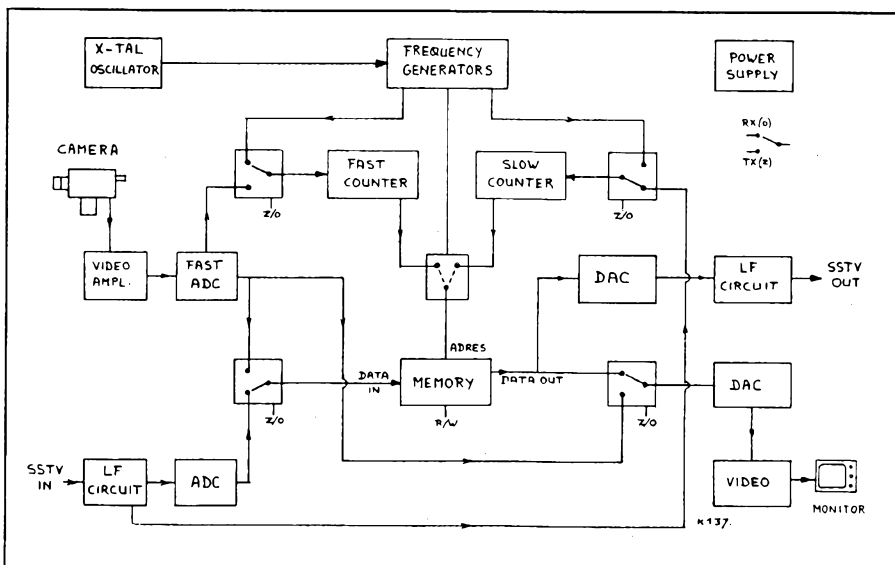 X-TAL
OSCILLATOR
FREQUENCY
GENERATORS
POWER
SUPPLY
RX(0)
TX(Z)
CAMERA
FAST
COUNTER
SLOW
COUNTER
Z/O
Z/O
VIDEO
AMPL.
FAST
ADC
DAC
LF
CIRCUIT
SSTV
OUT
ADRES
DATA
IN
MEMORY
DATA OUT
DAC
Z/O
R/W
Z/O
SSTV
IN
LF
CIRCUIT
ADC
VIDEO
MONITOR
K137.